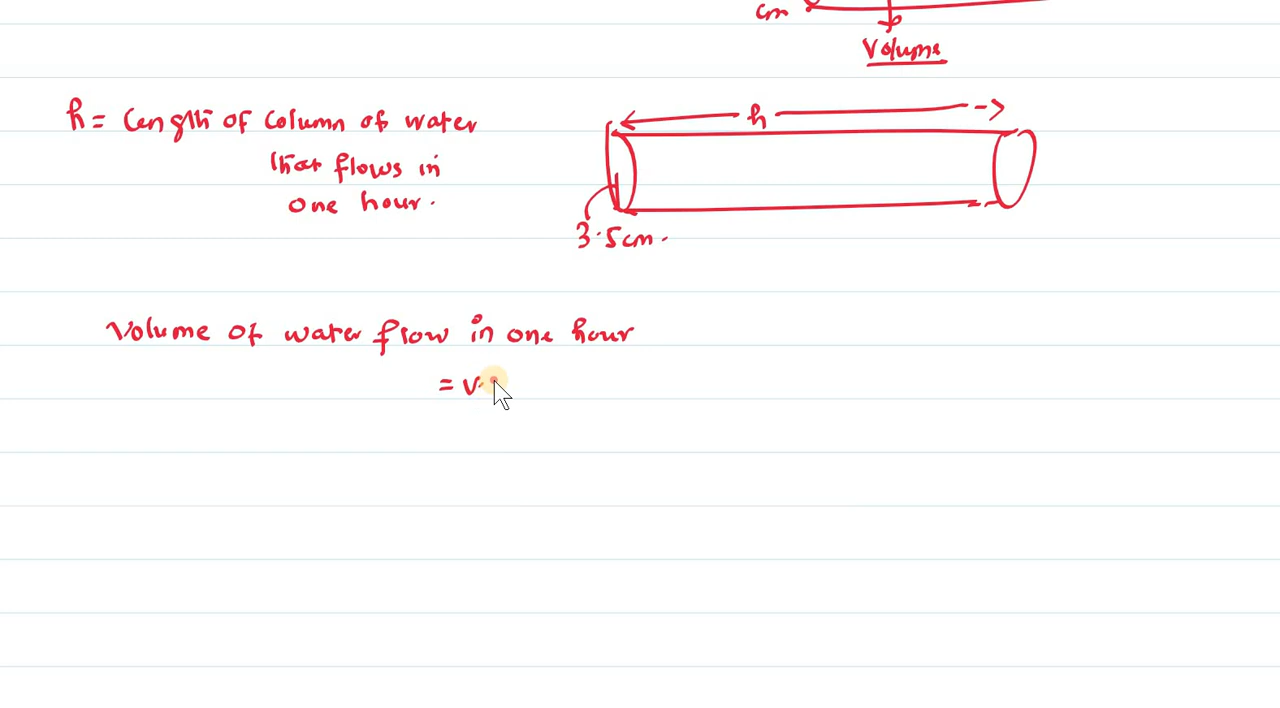 cm
Volume
h = Length of column of water
that flows in
one hour.
h
3.5cm.
Volume of water flow in one hour
= v